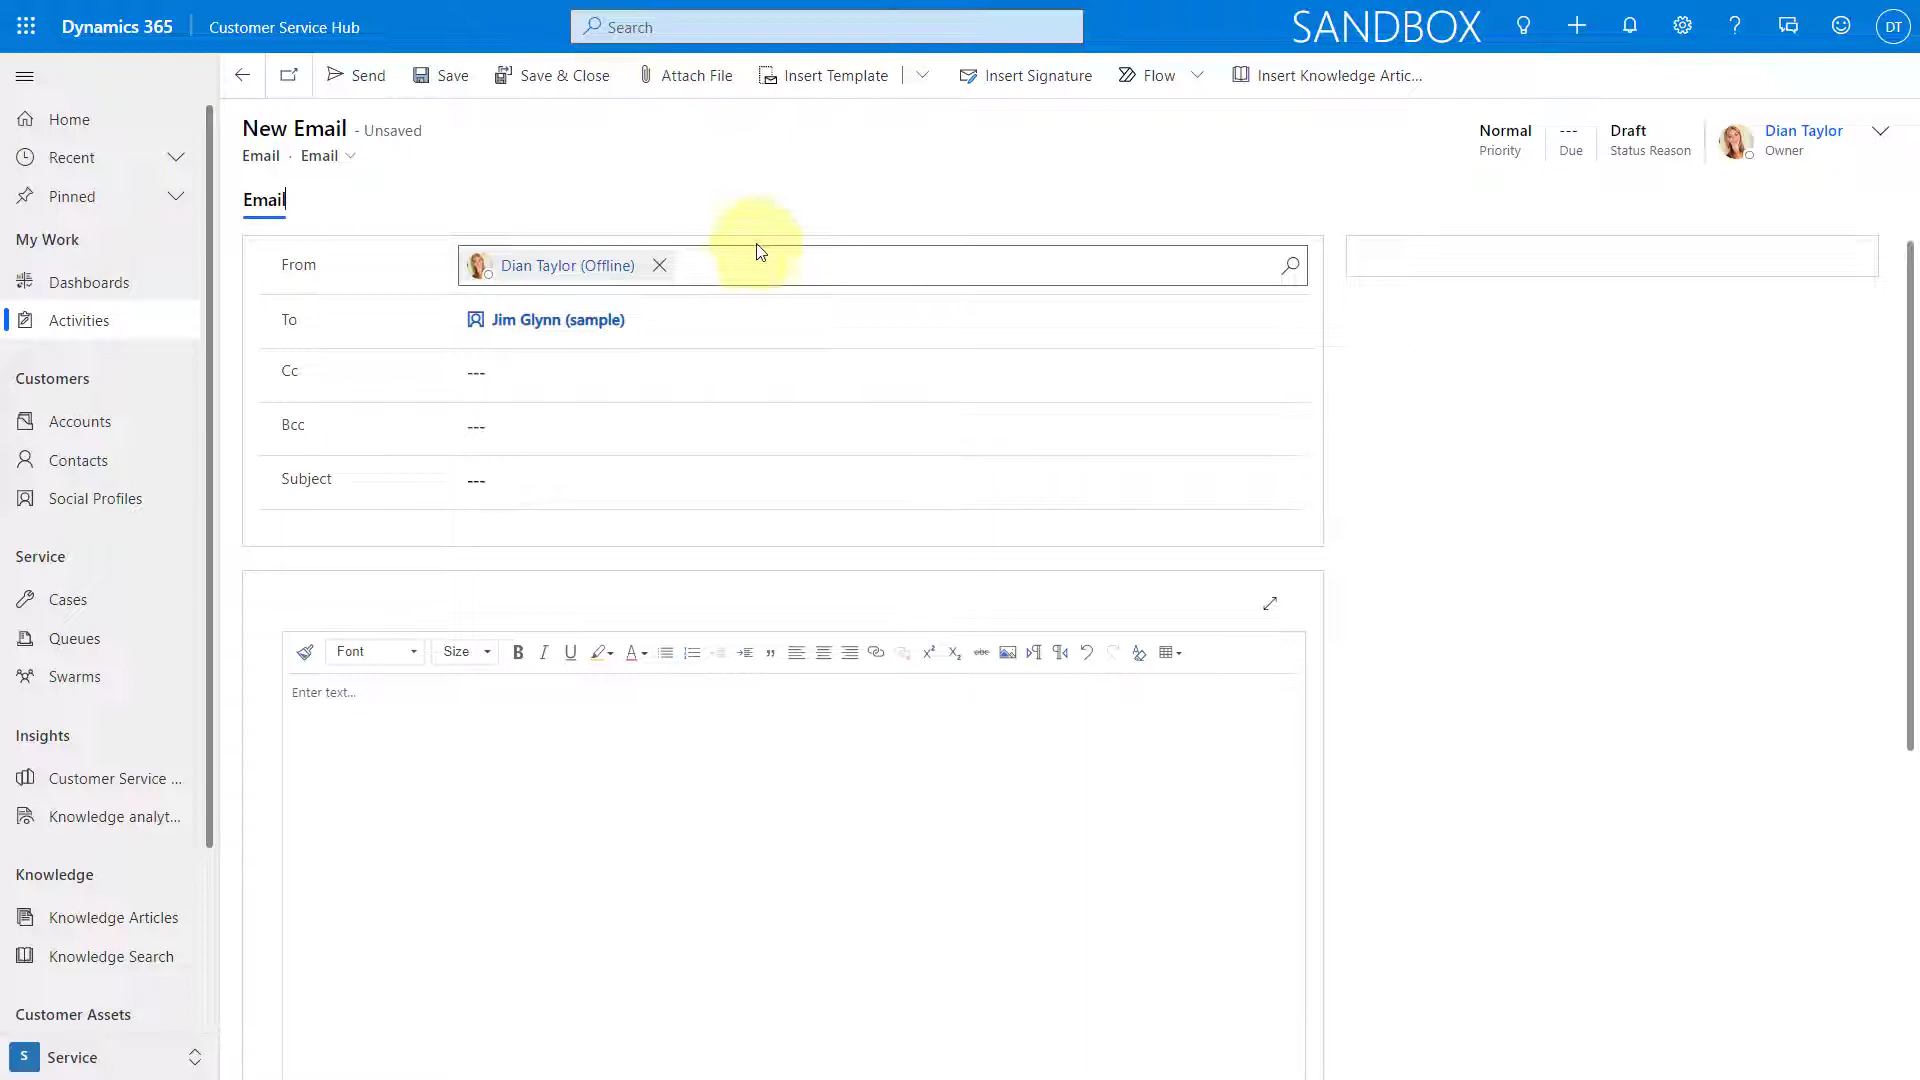 Dynamics 365
Customer Service Hub
Search
SANDBOX
DT
Send
Save
Save & Close
Attach File
Insert Template
Insert Signature
Flow
Insert Knowledge Artic...
Home
Recent
Pinned
My Work
Dashboards
Activities
Customers
Accounts
Contacts
Social Profiles
Service
Cases
Queues
Swarms
Insights
Customer Service ...
Knowledge analyt...
Knowledge
Knowledge Articles
Knowledge Search
Customer Assets
S Service
New Email - Unsaved
Email · Email
Normal
Priority
---
Due
Draft
Status Reason
Dian Taylor
Owner
Email
From Dian Taylor (Offline)
To Jim Glynn (sample)
Cc ---
Bcc ---
Subject ---
Font Size B I U A x² x₂ abc
Enter text...